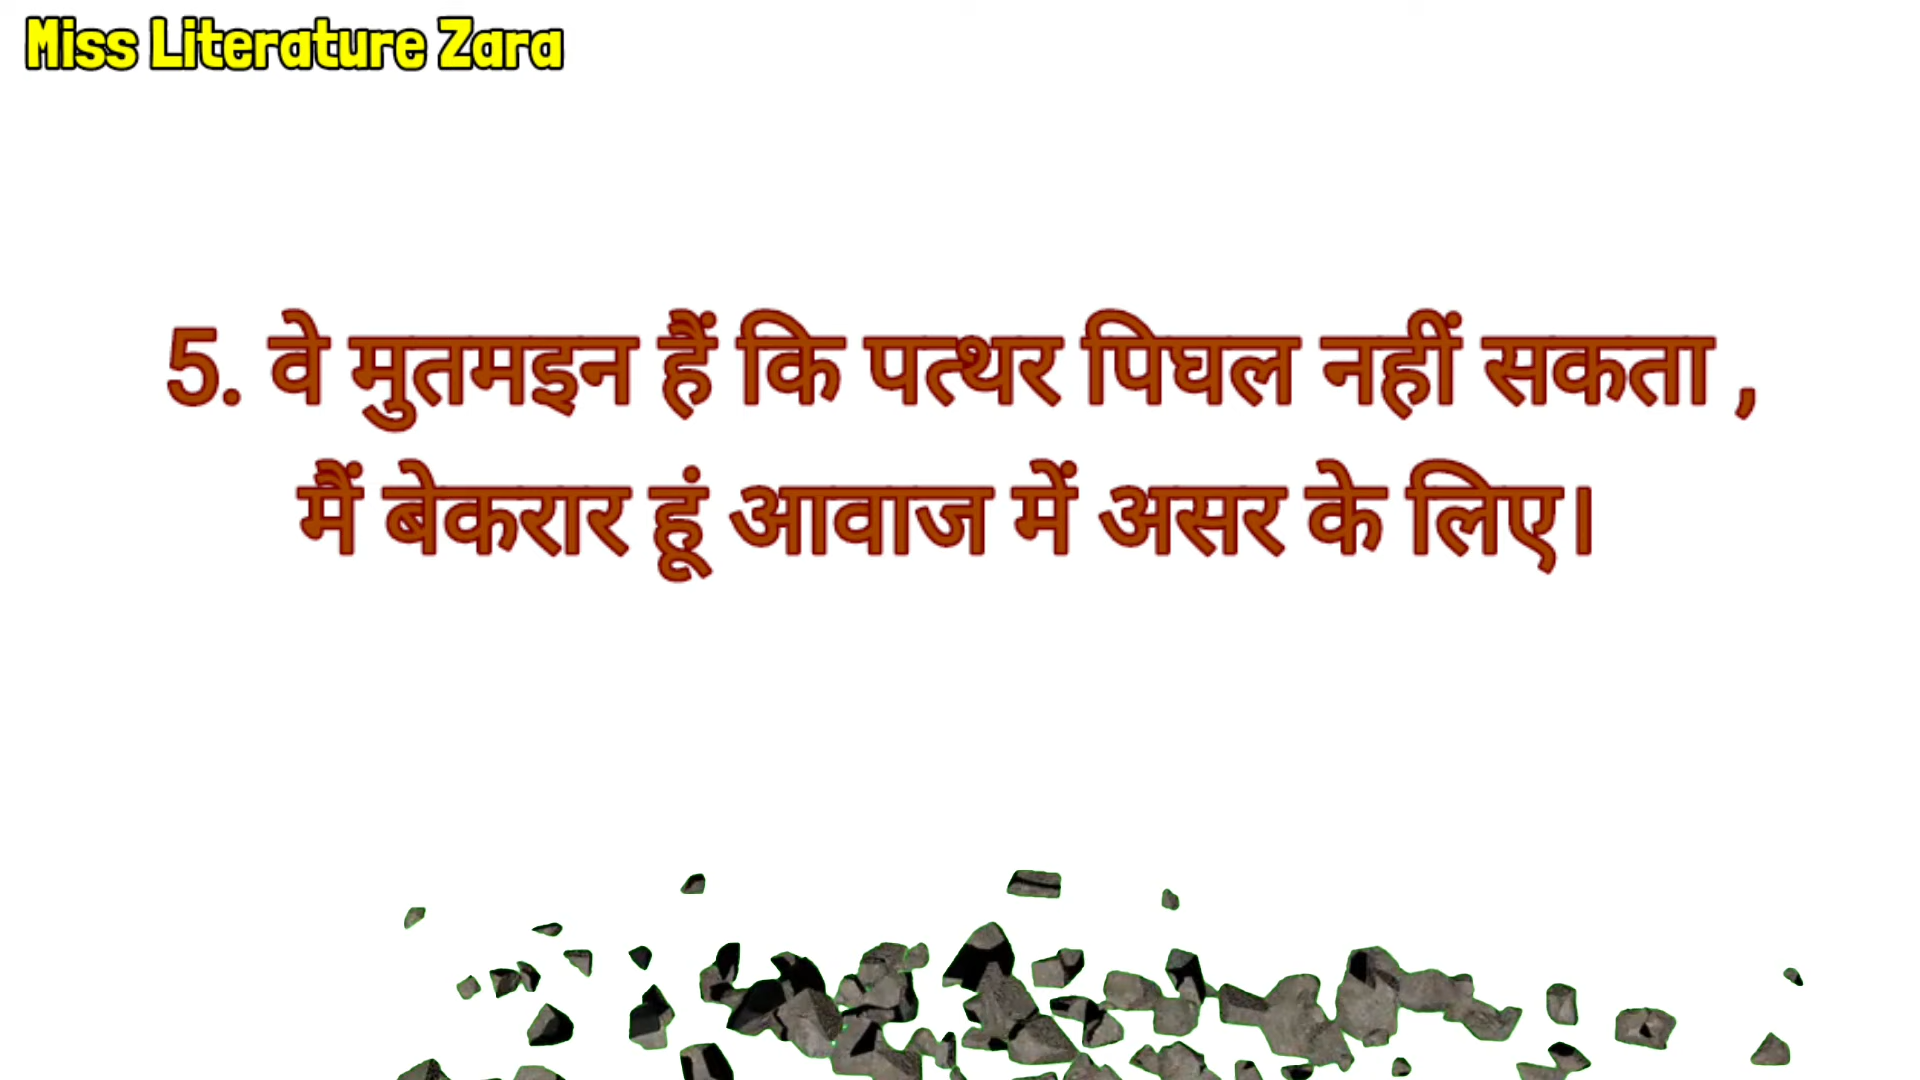 Miss Literature Zara
5. वे मुतमइन हैं कि पत्थर पिघल नहीं सकता ,
मैं बेकरार हूं आवाज में असर के लिए।